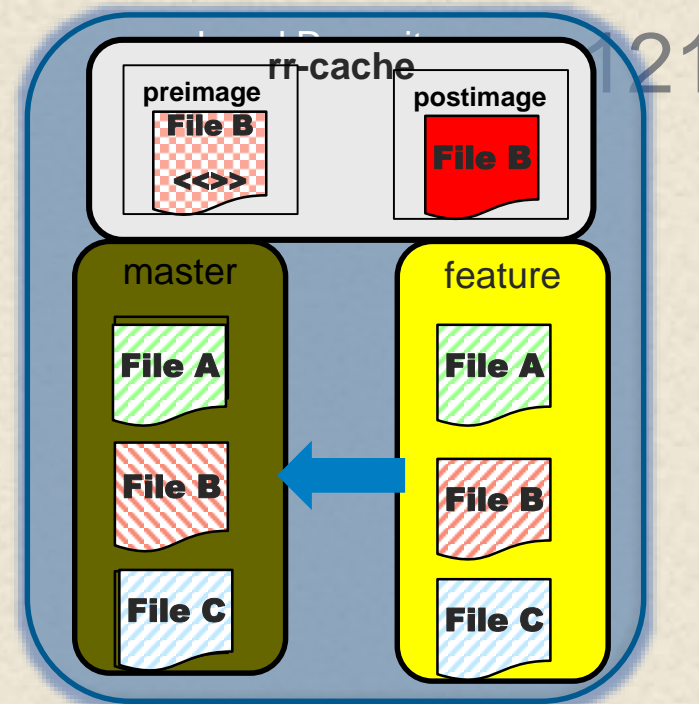 121
rr-cache
preimage
postimage
File B
<<>>
File B
master
feature
File A
File A
File B
File B
File C
File C